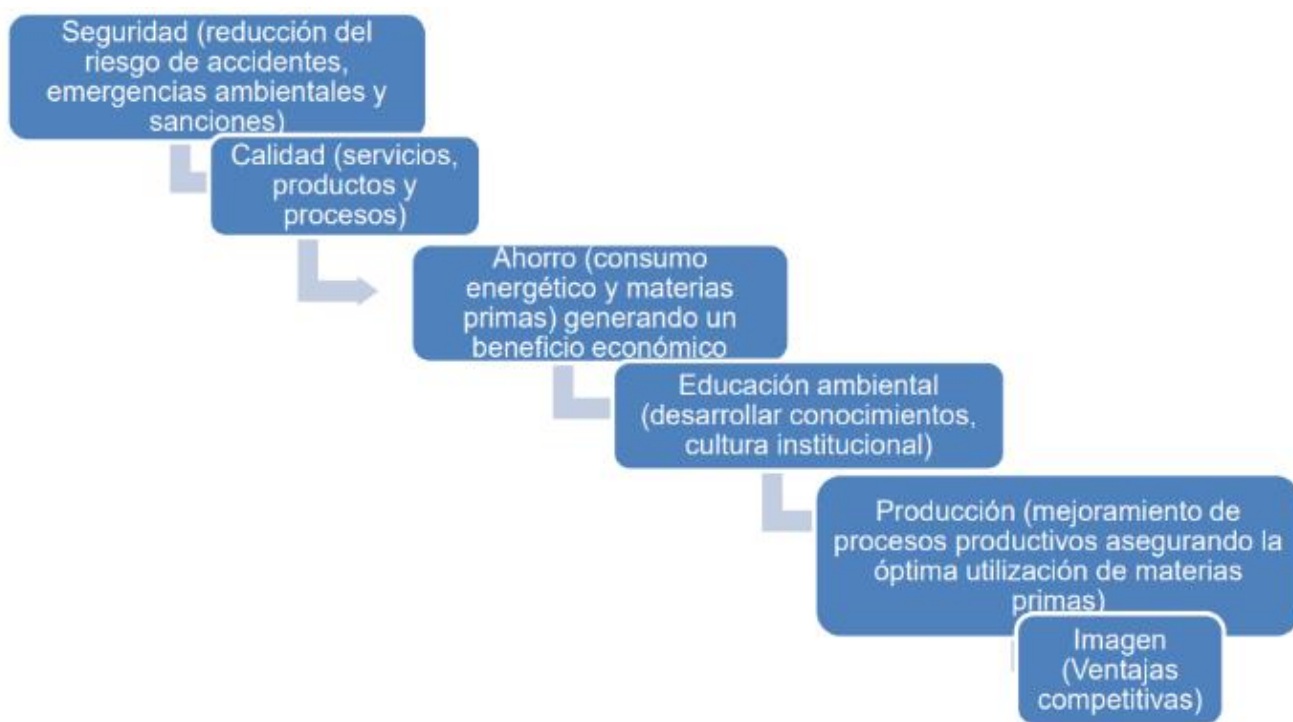 Seguridad (reducción del
riesgo de accidentes,
emergencias ambientales y
sanciones)
Calidad (servicios,
productos y
procesos)
Ahorro (consumo
energético y materias
primas) generando un
beneficio económico
Educación ambiental
(desarrollar conocimientos,
cultura institucional)
Producción (mejoramiento de
procesos productivos asegurando la
óptima utilización de materias
primas)
Imagen
(Ventajas
competitivas)